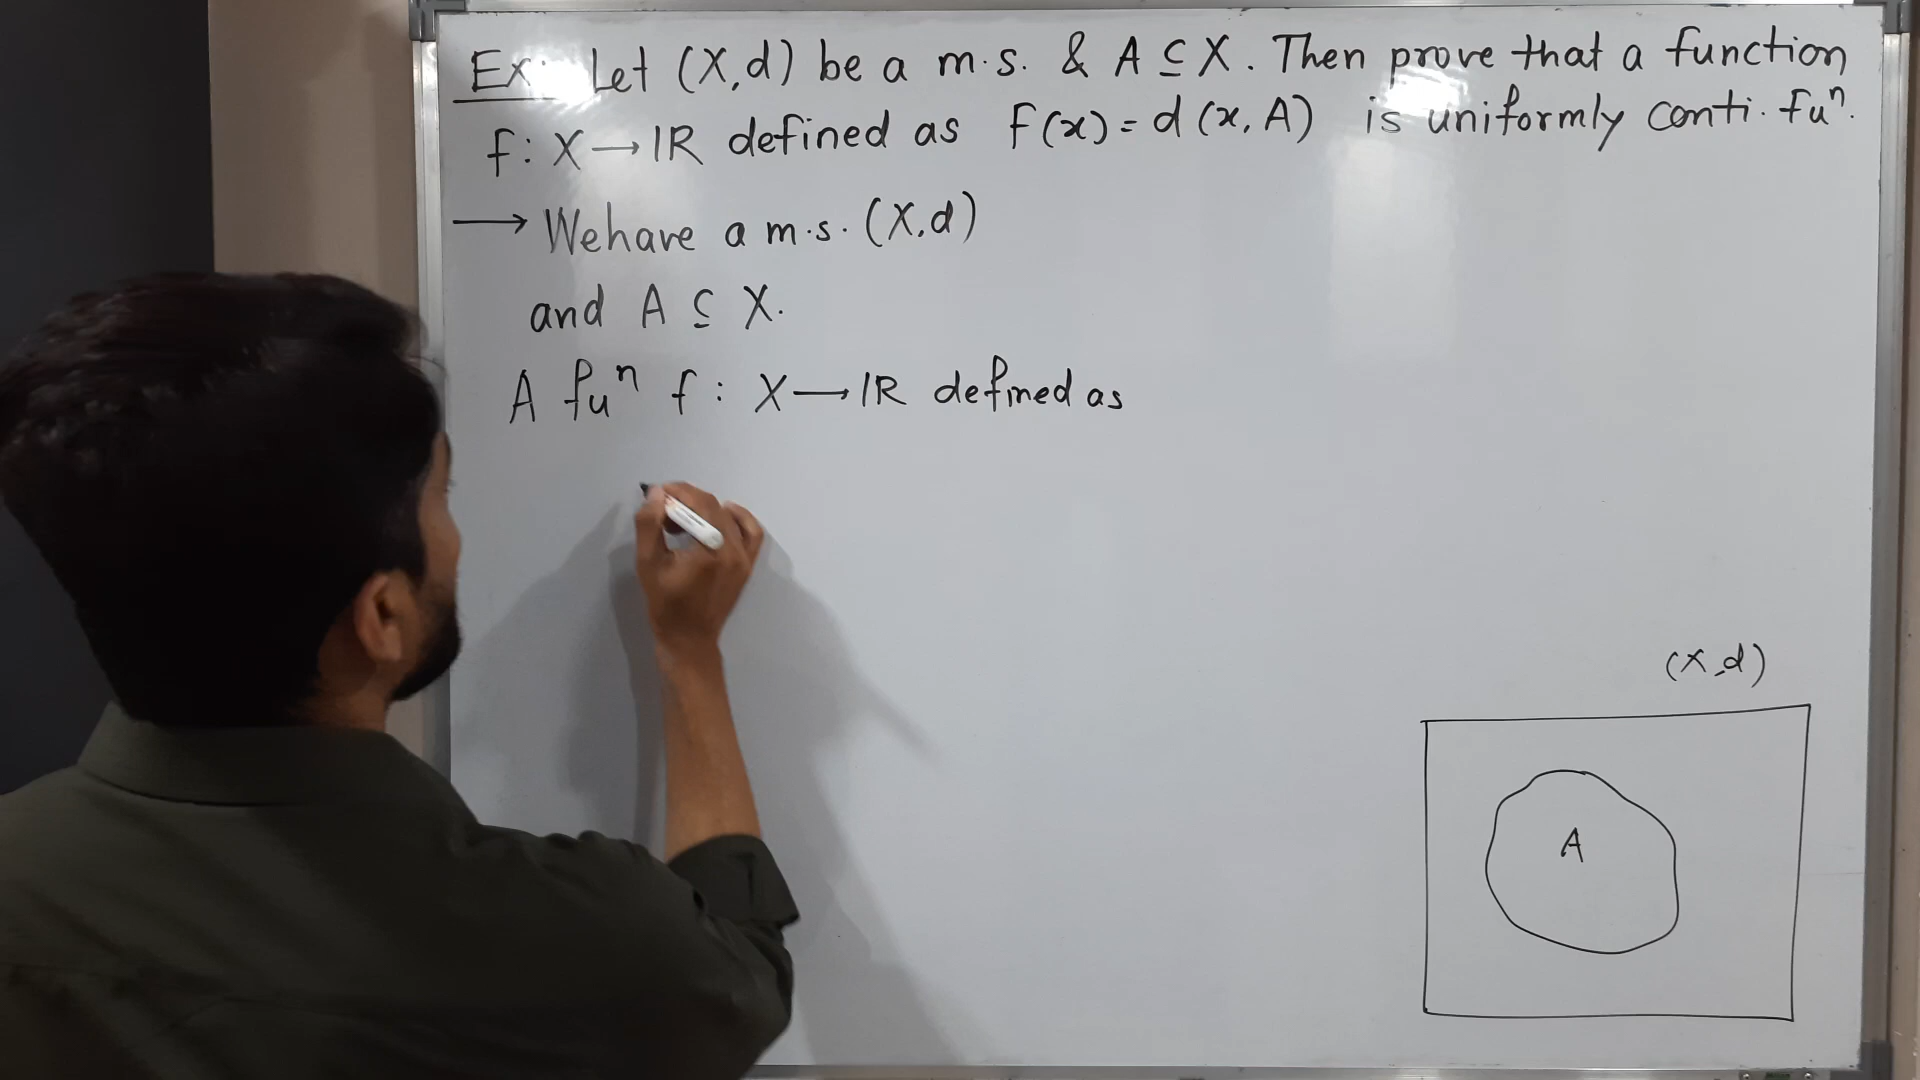 Ex: Let (X,d) be a m.s. & A ⊆ X. Then prove that a function
f: X → IR defined as f(x) = d(x, A) is uniformly conti. fuⁿ.
→ We have a m.s. (X,d)
and A ⊆ X.
A fuⁿ f: X → IR defined as
(X,d)
A